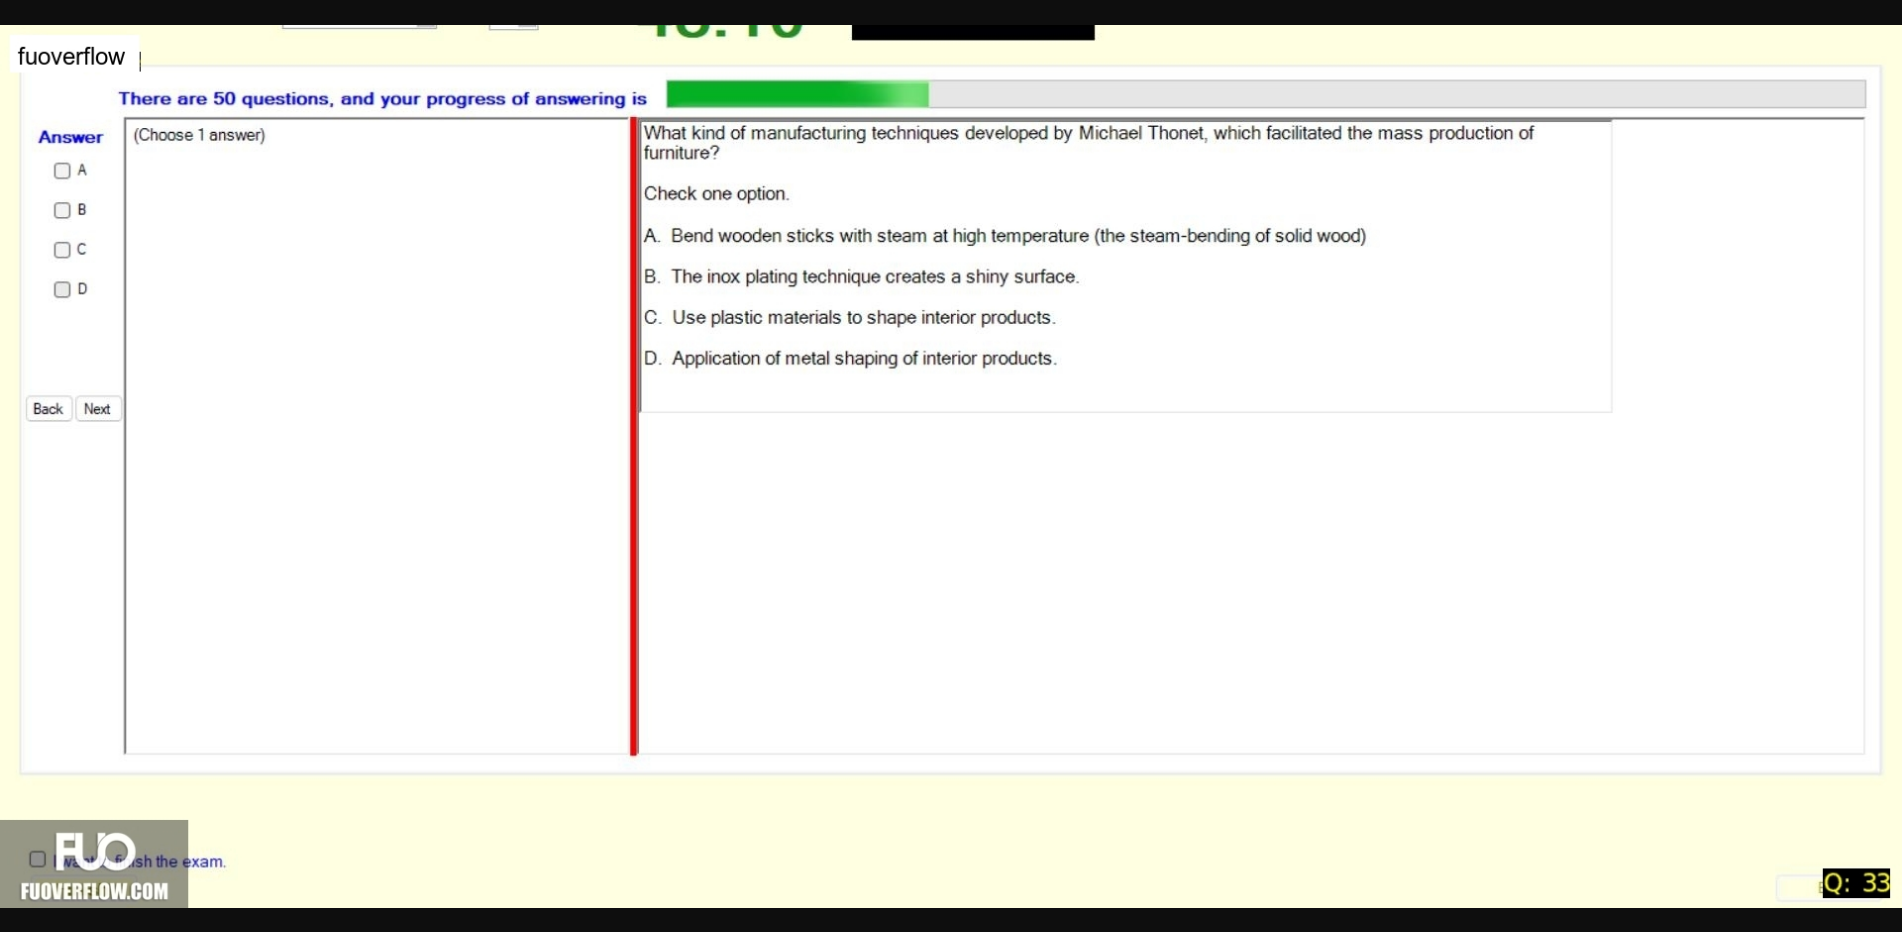 fuoverflow
There are 50 questions, and your progress of answering is
Answer
(Choose 1 answer)
A
B
C
D
Back Next
What kind of manufacturing techniques developed by Michael Thonet, which facilitated the mass production of
furniture?
Check one option.
A. Bend wooden sticks with steam at high temperature (the steam-bending of solid wood)
B. The inox plating technique creates a shiny surface.
C. Use plastic materials to shape interior products.
D. Application of metal shaping of interior products.
FUO
the exam.
FUOVERFLOW.COM
Q: 33